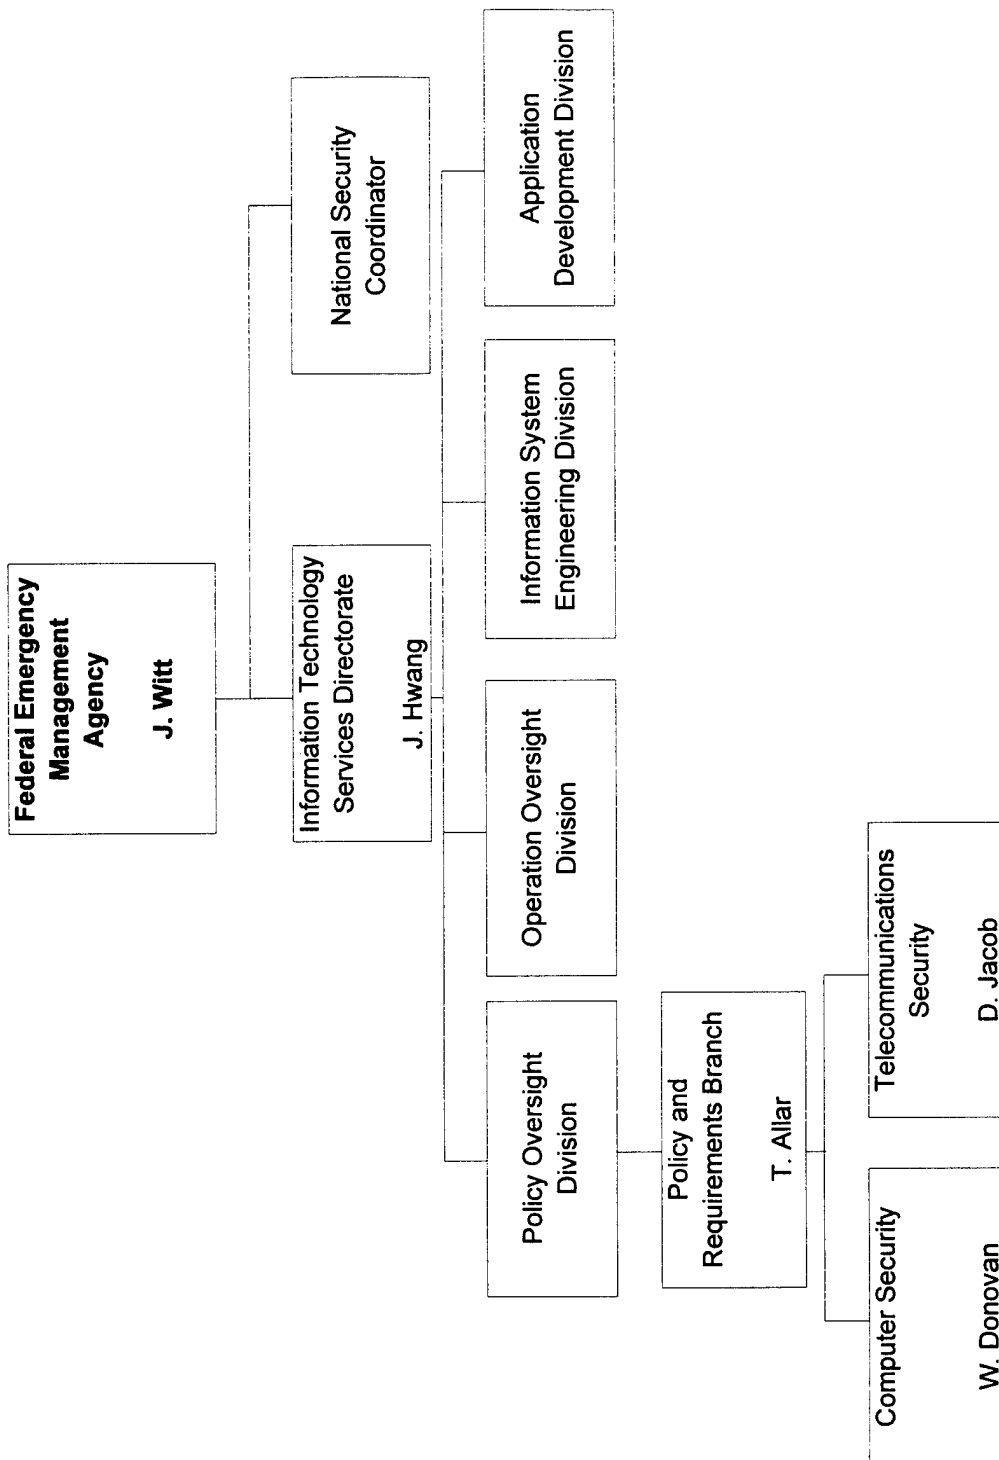 Federal Emergency
Management
Agency
J. Witt
Information Technology
Services Directorate
J. Hwang
National Security
Coordinator
Policy Oversight
Division
Operation Oversight
Division
Information System
Engineering Division
Application
Development Division
Policy and
Requirements Branch
T. Allar
Computer Security
W. Donovan
Telecommunications
Security
D. Jacob